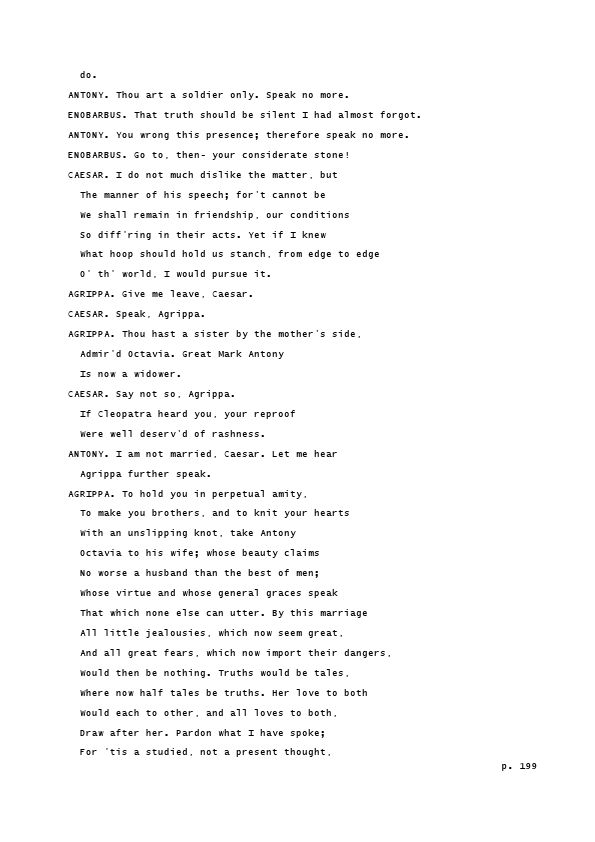 do.
ANTONY. Thou art a soldier only. Speak no more.
ENOBARBUS. That truth should be silent I had almost forgot.
ANTONY. You wrong this presence; therefore speak no more.
ENOBARBUS. Go to, then- your considerate stone!
CAESAR. I do not much dislike the matter, but
The manner of his speech; for't cannot be
We shall remain in friendship, our conditions
So diff'ring in their acts. Yet if I knew
What hoop should hold us stanch, from edge to edge
O' th' world, I would pursue it.
AGRIPPA. Give me leave, Caesar.
CAESAR. Speak, Agrippa.
AGRIPPA. Thou hast a sister by the mother's side,
Admir'd Octavia. Great Mark Antony
Is now a widower.
CAESAR. Say not so, Agrippa.
If Cleopatra heard you, your reproof
Were well deserv'd of rashness.
ANTONY. I am not married, Caesar. Let me hear
Agrippa further speak.
AGRIPPA. To hold you in perpetual amity,
To make you brothers, and to knit your hearts
With an unslipping knot, take Antony
Octavia to his wife; whose beauty claims
No worse a husband than the best of men;
Whose virtue and whose general graces speak
That which none else can utter. By this marriage
All little jealousies, which now seem great,
And all great fears, which now import their dangers,
Would then be nothing. Truths would be tales,
Where now half tales be truths. Her love to both
Would each to other, and all loves to both,
Draw after her. Pardon what I have spoke;
For 'tis a studied, not a present thought,
p. 199